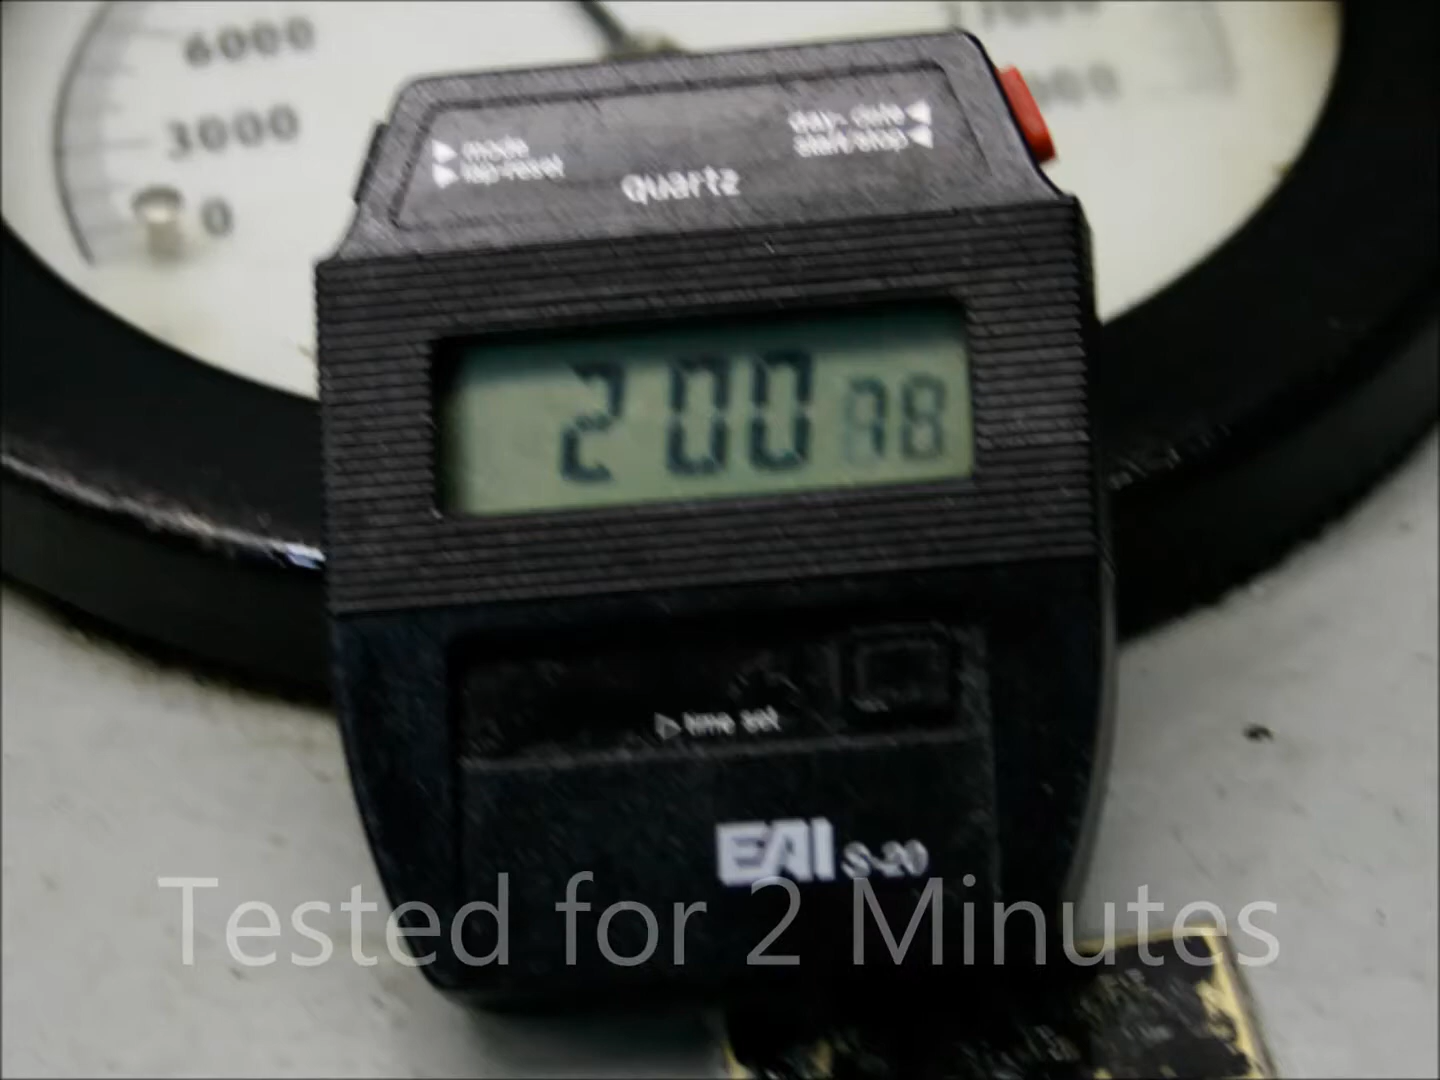 6000
3000
0
mode
lap-reset
day-date
start/stop
quartz
2 00 78
time set
EAI S-20
Tested for 2 Minutes